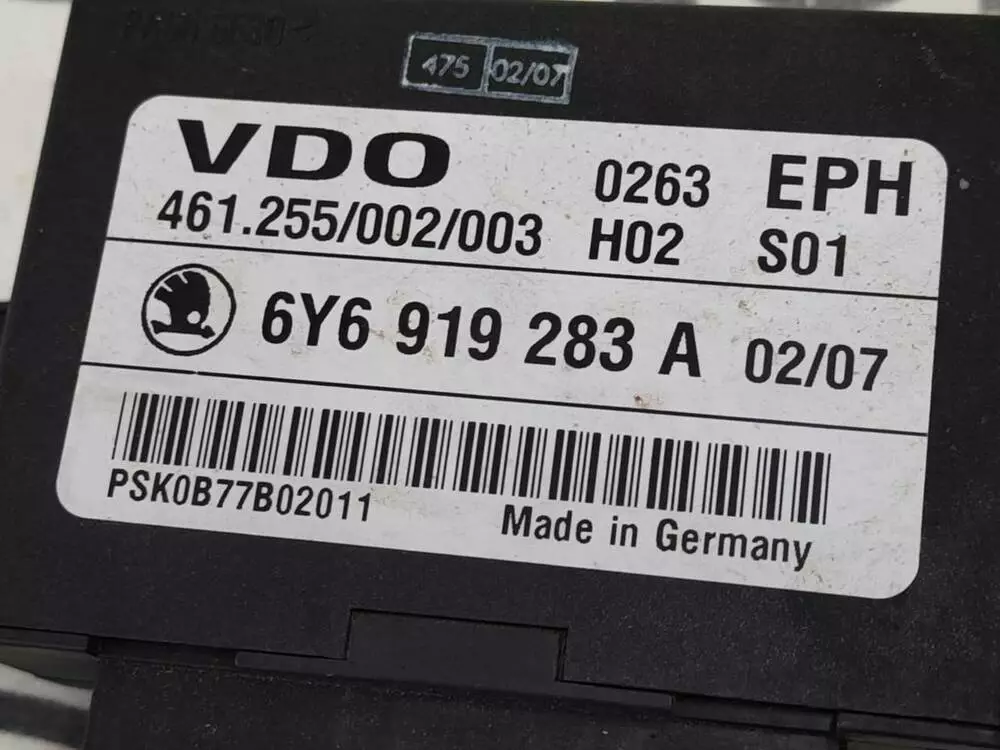 475 02/07
VDO 0263 EPH
461.255/002/003 H02 S01
6Y6 919 283 A 02/07
PSK0B77B02011
Made in Germany